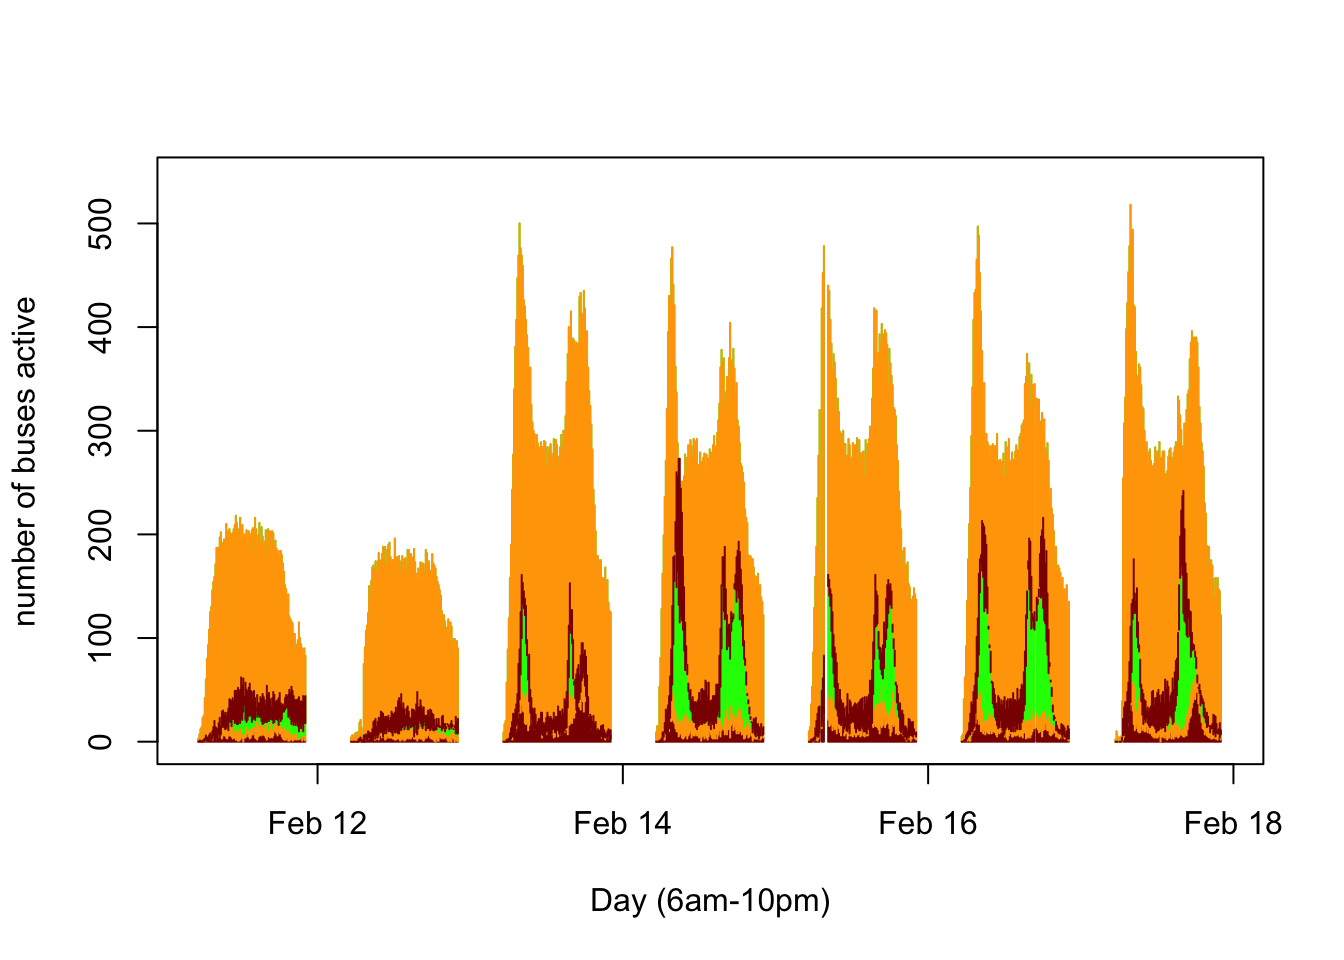 number of buses active
500
400
300
200
100
0
Feb 12
Feb 14
Feb 16
Feb 18
Day (6am-10pm)